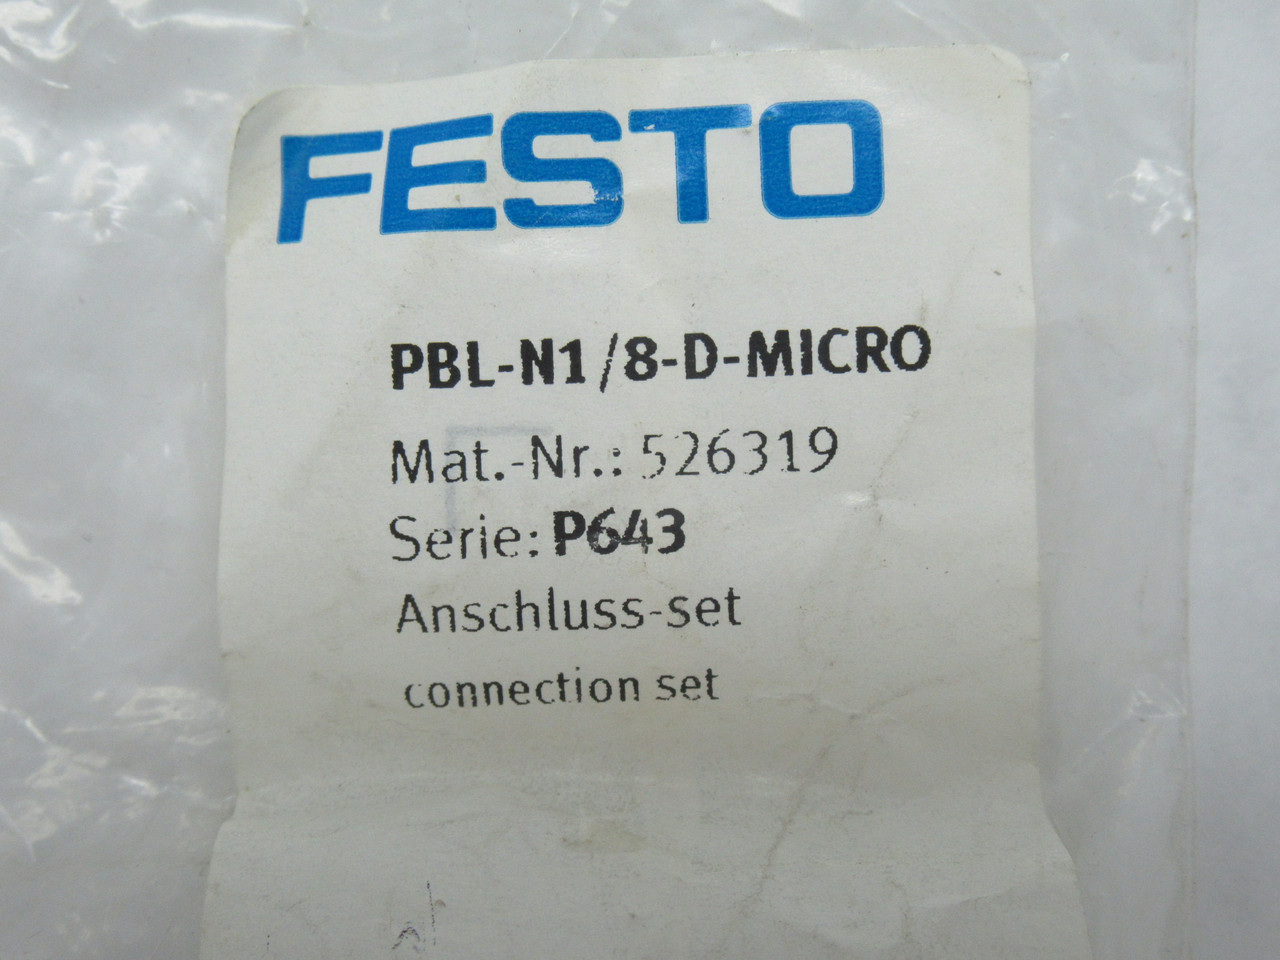 FESTO
PBL-N1/8-D-MICRO
Mat.-Nr.: 526319
Serie: P643
Anschluss-set
connection set